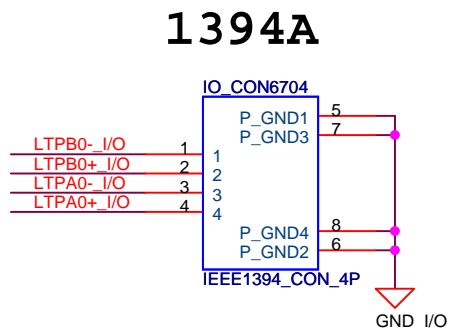 1394A
IO_CON6704
LTPB0-_I/O 1 1 P_GND1 5
LTPB0+_I/O 2 2 P_GND3 7
LTPA0-_I/O 3 3
LTPA0+_I/O 4 4
P_GND4 8
P_GND2 6
IEEE1394_CON_4P
GND_I/O